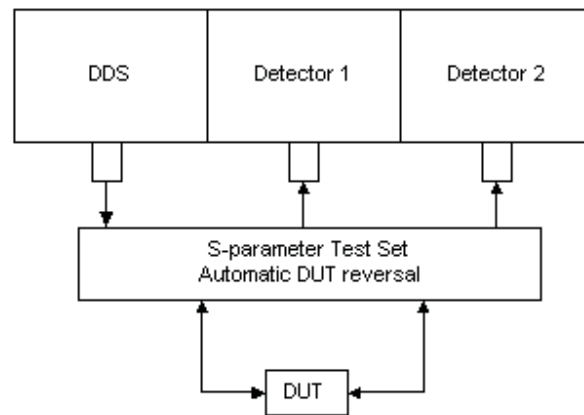 DDS
Detector 1
Detector 2
S-parameter Test Set
Automatic DUT reversal
DUT